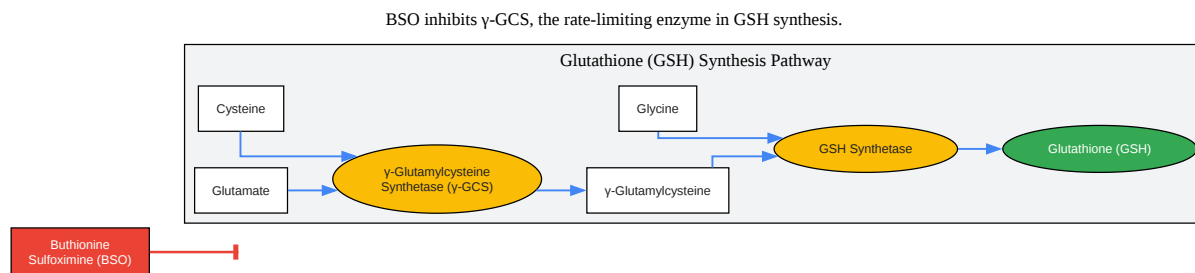 BSO inhibits γ-GCS, the rate-limiting enzyme in GSH synthesis.
Glutathione (GSH) Synthesis Pathway
Cysteine
Glycine
γ-Glutamylcysteine
Synthetase (γ-GCS)
GSH Synthetase
Glutathione (GSH)
Glutamate
γ-Glutamylcysteine
Buthionine
Sulfoximine (BSO)